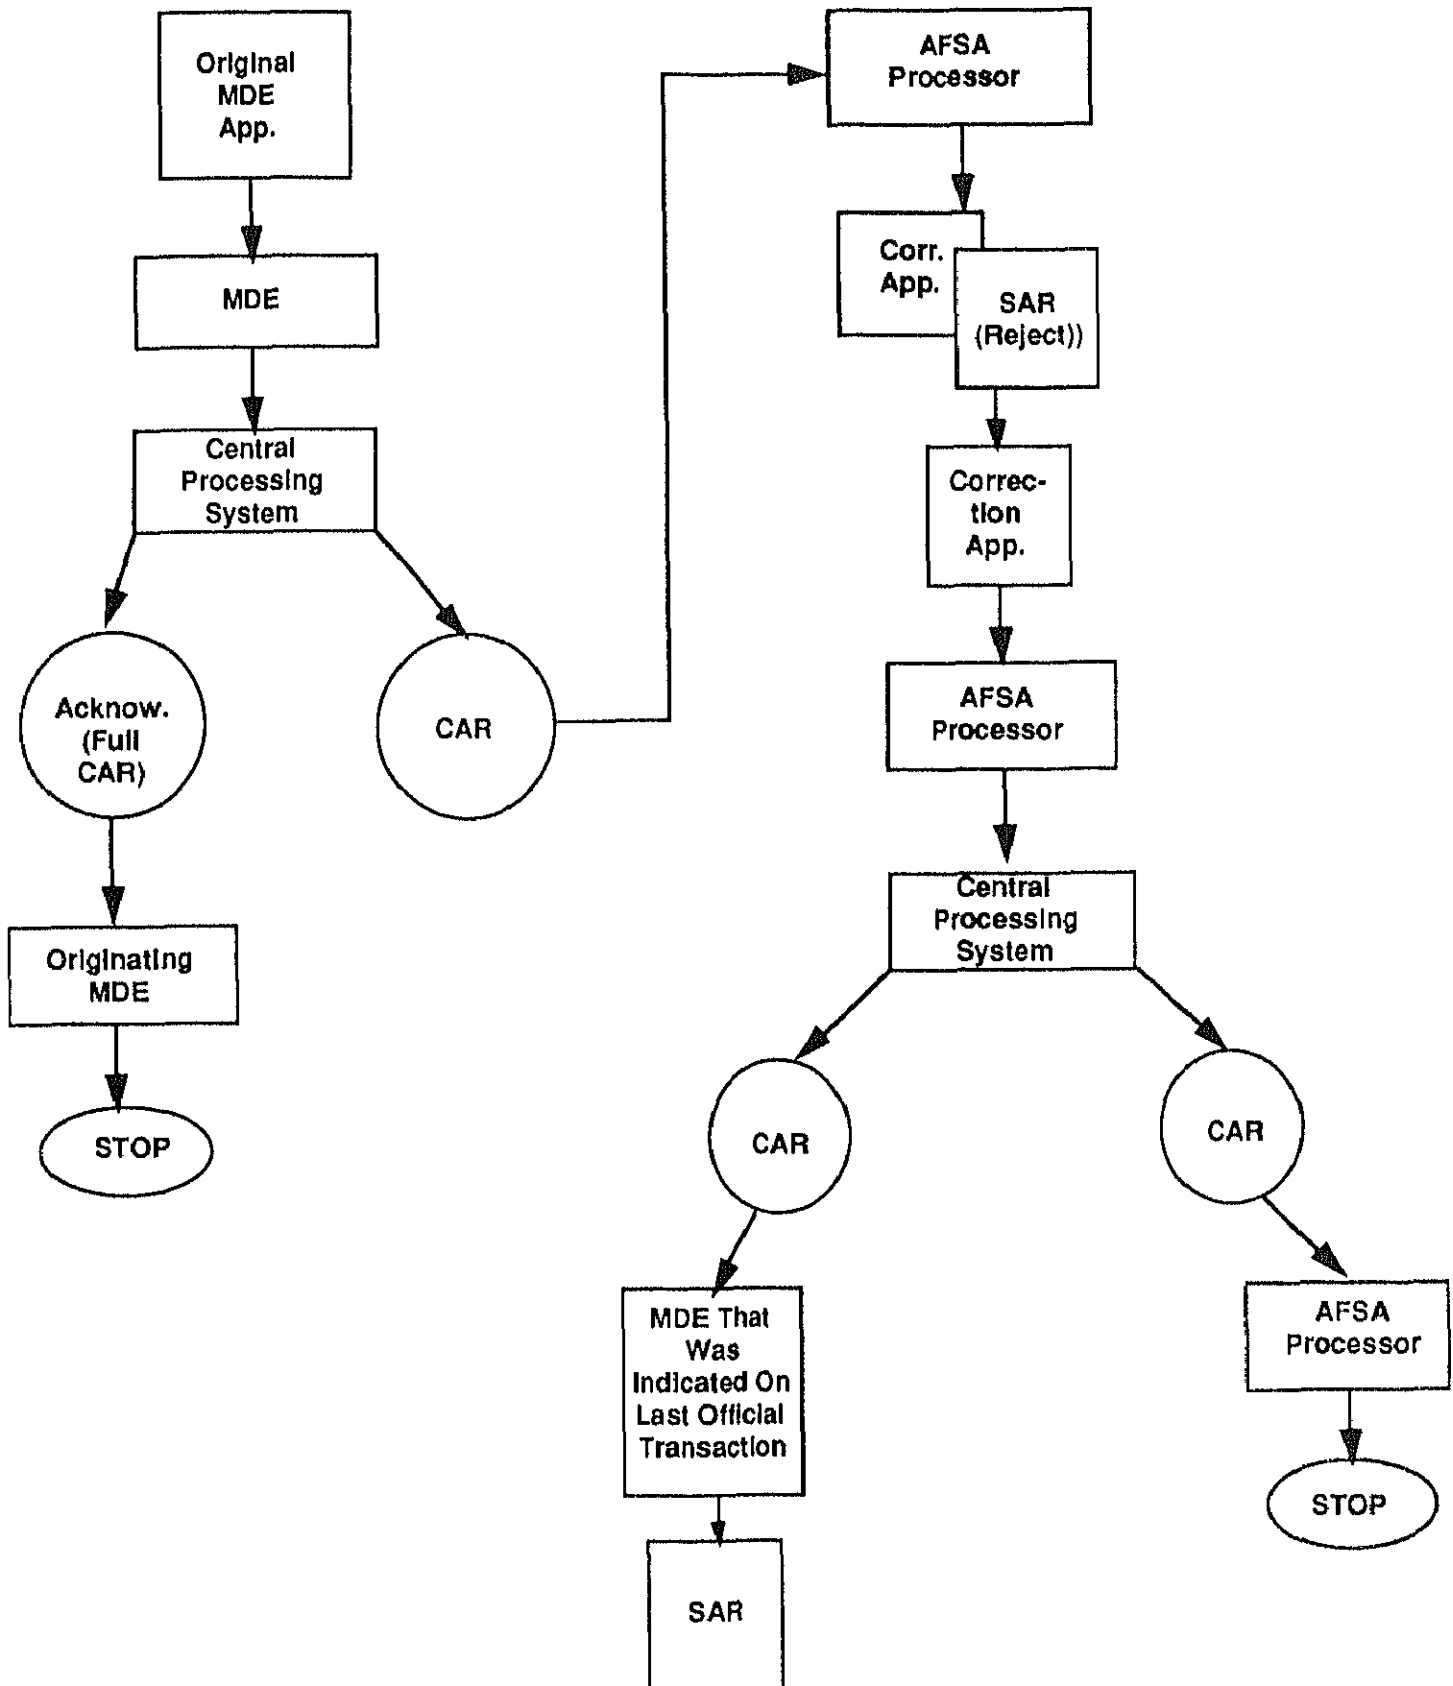 Original
MDE
App.
MDE
Central
Processing
System
Acknow.
(Full
CAR)
CAR
Originating
MDE
STOP
AFSA
Processor
Corr.
App.
SAR
(Reject))
Correc-
tion
App.
AFSA
Processor
Central
Processing
System
CAR
CAR
MDE That
Was
Indicated On
Last Official
Transaction
AFSA
Processor
STOP
SAR